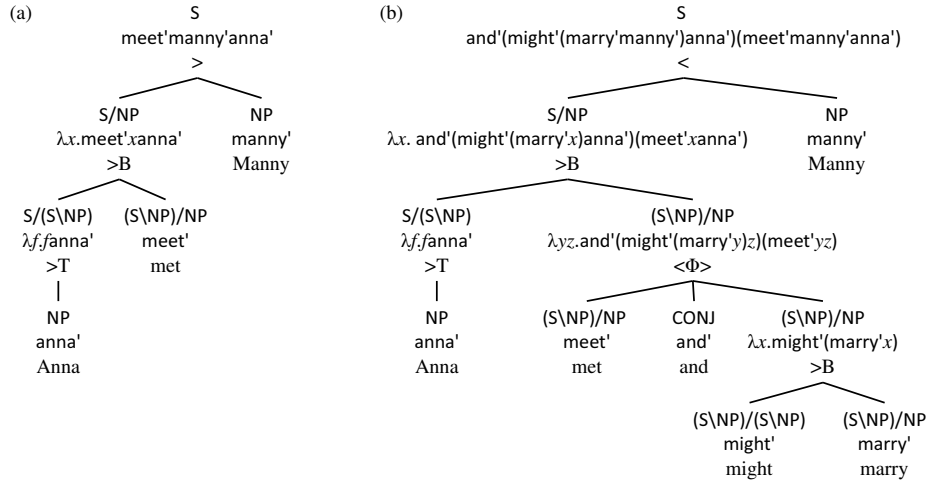 (a)
S
meet'manny'anna'
>
S/NP NP
λx.meet'xanna' manny'
>B Manny
S/(S\NP) (S\NP)/NP
λf.fanna' meet'
>T met
NP
anna'
Anna
(b)
S
and'(might'(marry'manny')anna')(meet'manny'anna')
<
S/NP NP
λx. and'(might'(marry'x)anna')(meet'xanna') manny'
>B Manny
S/(S\NP) (S\NP)/NP
λf.fanna' λyz.and'(might'(marry'y)z)(meet'yz)
>T <Φ>
NP (S\NP)/NP CONJ (S\NP)/NP
anna' meet' and' λx.might'(marry'x)
Anna met and >B
(S\NP)/(S\NP) (S\NP)/NP
might' marry'
might marry